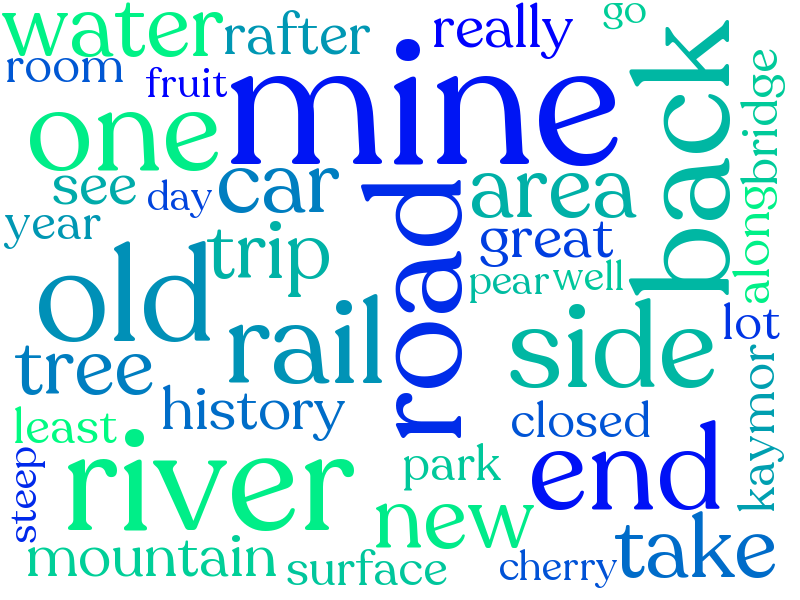 water
rafter
really
go
room
fruit
mine
back
bridge
one
see
day
car
road
area
along
year
trip
great
pear
well
old
rail
side
lot
tree
history
closed
kaymor
least
river
park
end
steep
new
take
mountain
surface
cherry